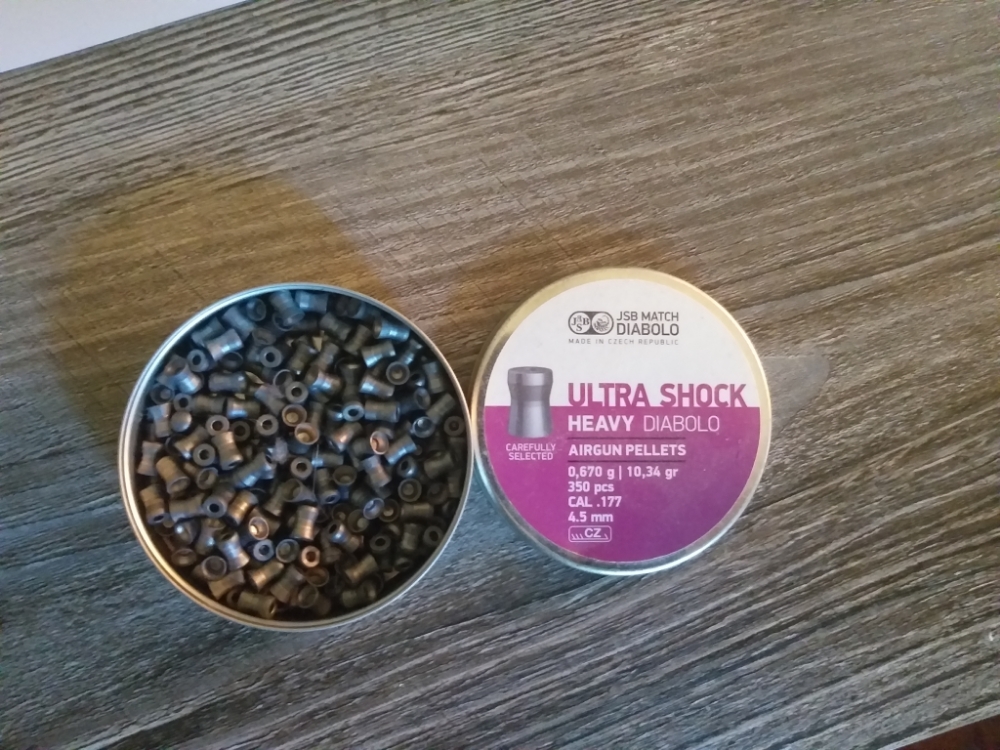 JSB
JSB MATCH
DIABOLO
MADE IN CZECH REPUBLIC
ULTRA SHOCK
HEAVY DIABOLO
CAREFULLY
SELECTED
AIRGUN PELLETS
0,670 g | 10,34 gr
350 pcs
CAL .177
4.5 mm
CZ